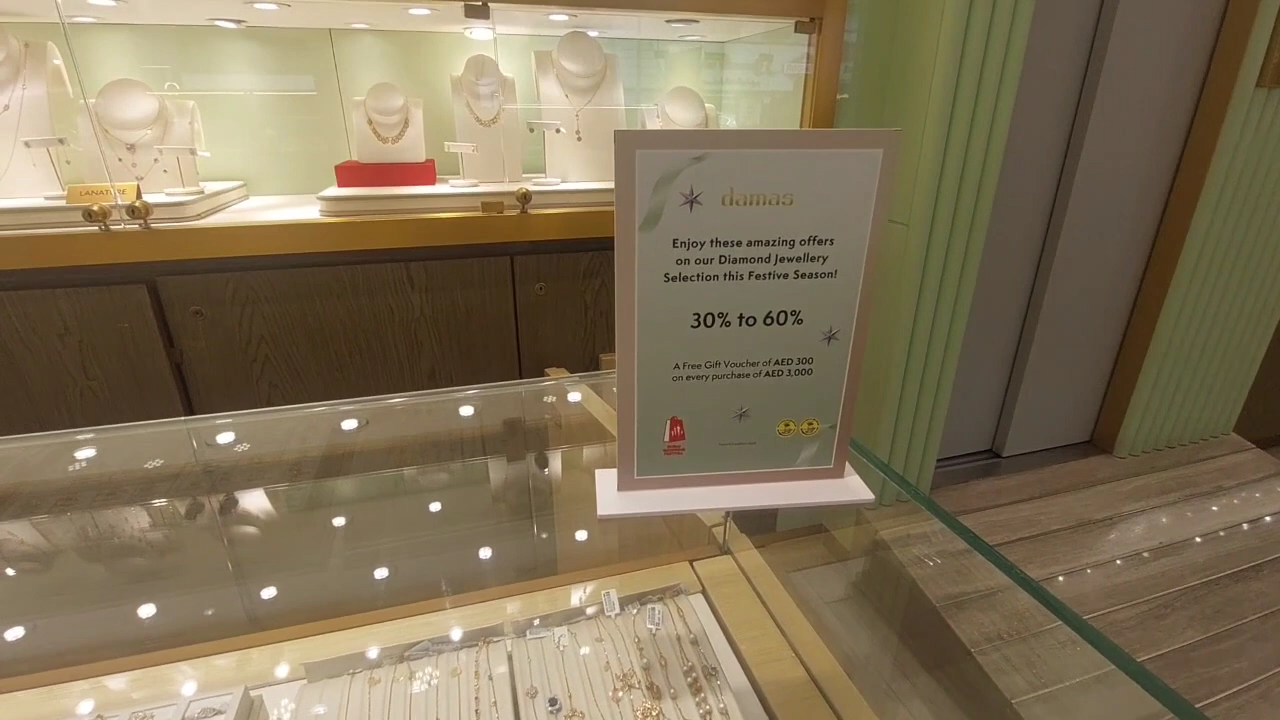 LANATURE
damas
Enjoy these amazing offers
on our Diamond Jewellery
Selection this Festive Season!
30% to 60%
A Free Gift Voucher of AED 300
on every purchase of AED 3,000